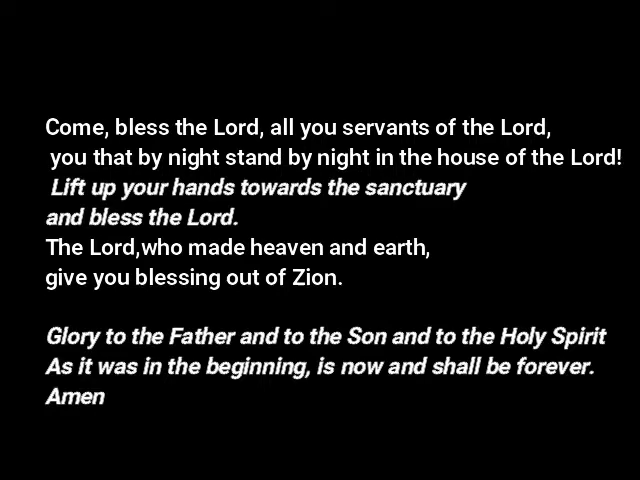 Come, bless the Lord, all you servants of the Lord,
you that by night stand by night in the house of the Lord!
Lift up your hands towards the sanctuary
and bless the Lord.
The Lord,who made heaven and earth,
give you blessing out of Zion.
Glory to the Father and to the Son and to the Holy Spirit
As it was in the beginning, is now and shall be forever.
Amen